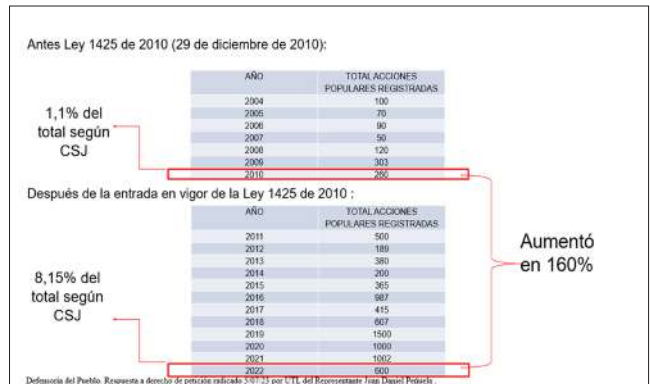 Antes Ley 1425 de 2010 (29 de diciembre de 2010):
AÑO TOTAL ACCIONES
POPULARES REGISTRADAS
2004 100
2005 70
2006 90
2007 50
2008 120
2009 303
2010 260
1,1% del
total según
CSJ
Después de la entrada en vigor de la Ley 1425 de 2010 :
AÑO TOTAL ACCIONES
POPULARES REGISTRADAS
2011 500
2012 189
2013 380
2014 200
2015 365
2016 987
2017 415
2018 607
2019 1500
2020 1000
2021 1002
2022 600
8,15% del
total según
CSJ
Aumentó
en 160%
Defensoría del Pueblo. Respuesta a derecho de petición radicado 5/07/23 por UTL del Representante Juan Daniel Peñuela .